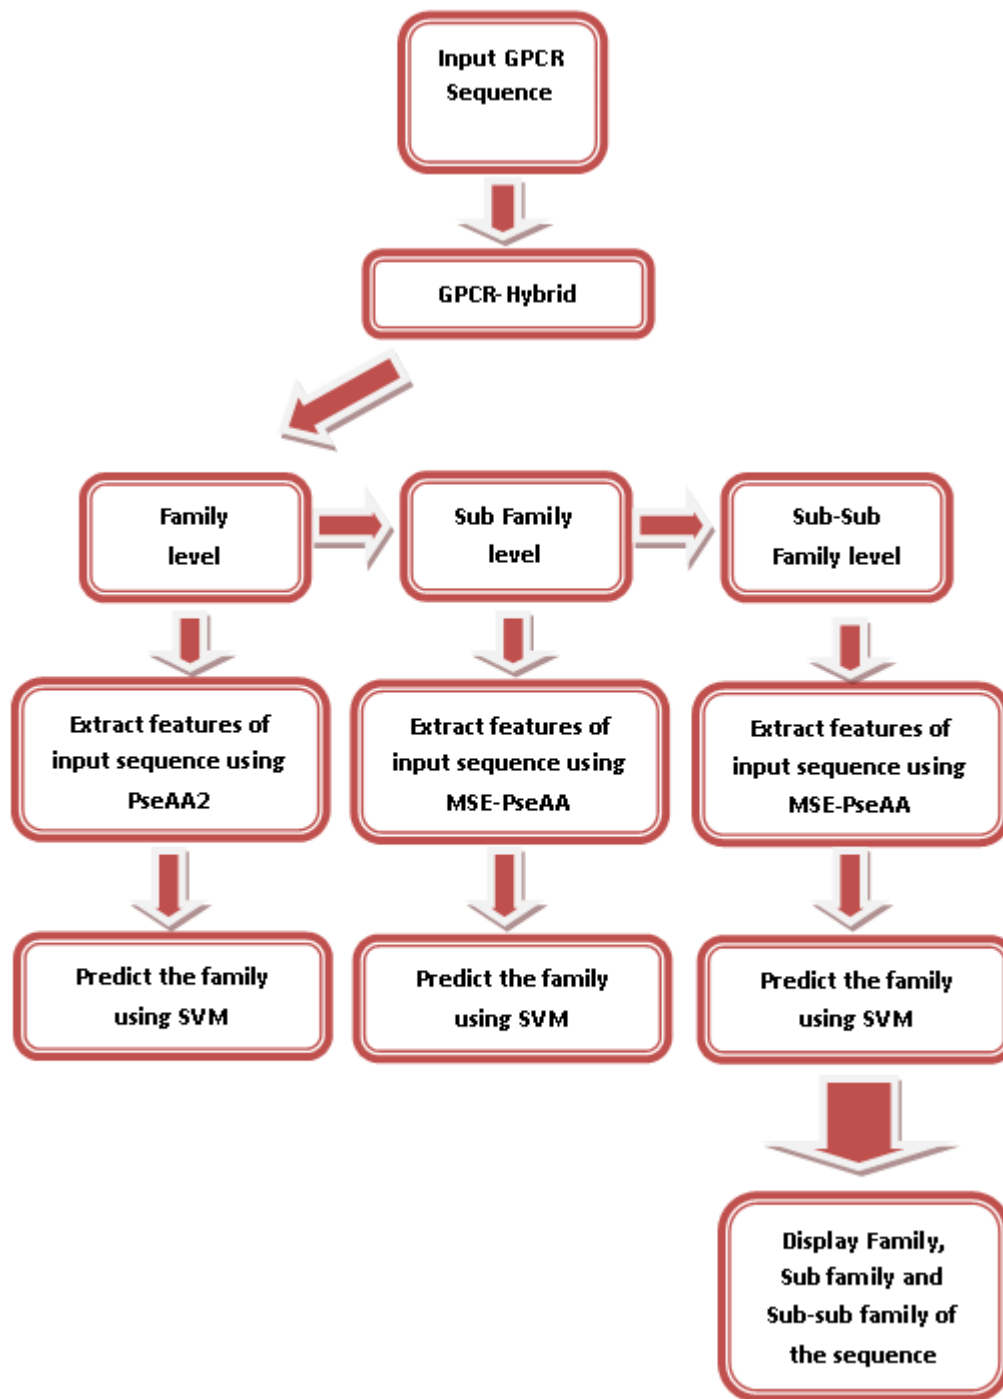 Input GPCR
Sequence
GPCR-Hybrid
Family
level
Sub Family
level
Sub-Sub
Family level
Extract features of
input sequence using
PseAA2
Extract features of
input sequence using
MSE-PseAA
Extract features of
input sequence using
MSE-PseAA
Predict the family
using SVM
Predict the family
using SVM
Predict the family
using SVM
Display Family,
Sub family and
Sub-sub family of
the sequence